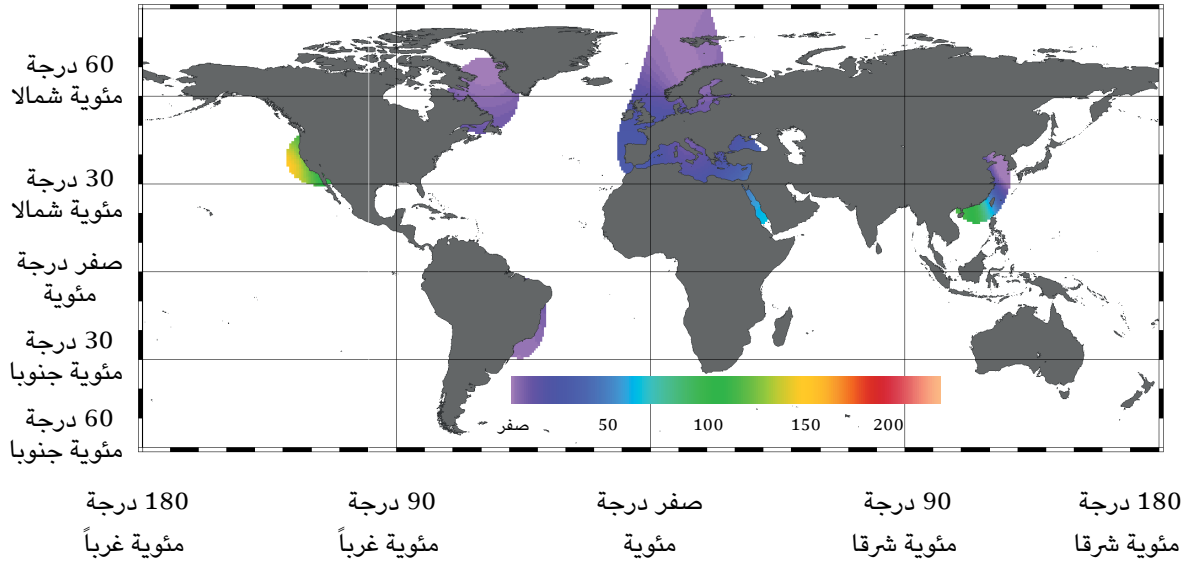 60 درجة
مئوية شمالا
30 درجة
مئوية شمالا
صفر درجة
مئوية
30 درجة
مئوية جنوبا
60 درجة
مئوية جنوبا
صفر 50 100 150 200
180 درجة
مئوية غرباً
90 درجة
مئوية غرباً
صفر درجة
مئوية
90 درجة
مئوية شرقا
180 درجة
مئوية شرقا